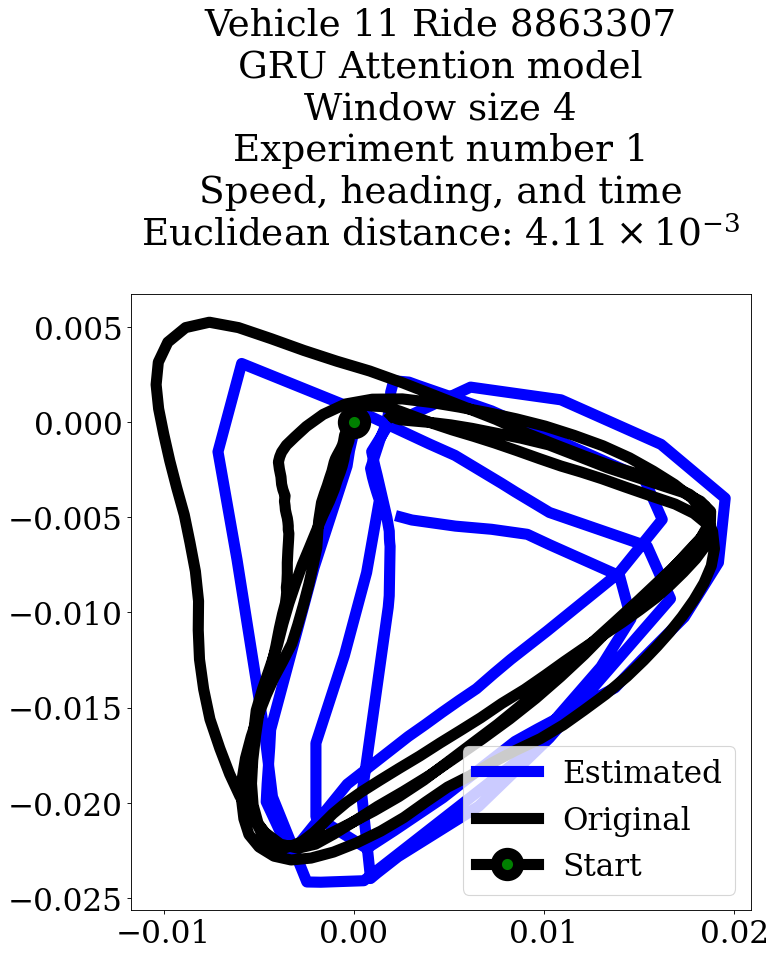 Vehicle 11 Ride 8863307
GRU Attention model
Window size 4
Experiment number 1
Speed, heading, and time
Euclidean distance: 4.11 × 10⁻³
0.005
0.000
−0.005
−0.010
−0.015
−0.020
−0.025
Estimated
Original
Start
−0.01
0.00
0.01
0.02